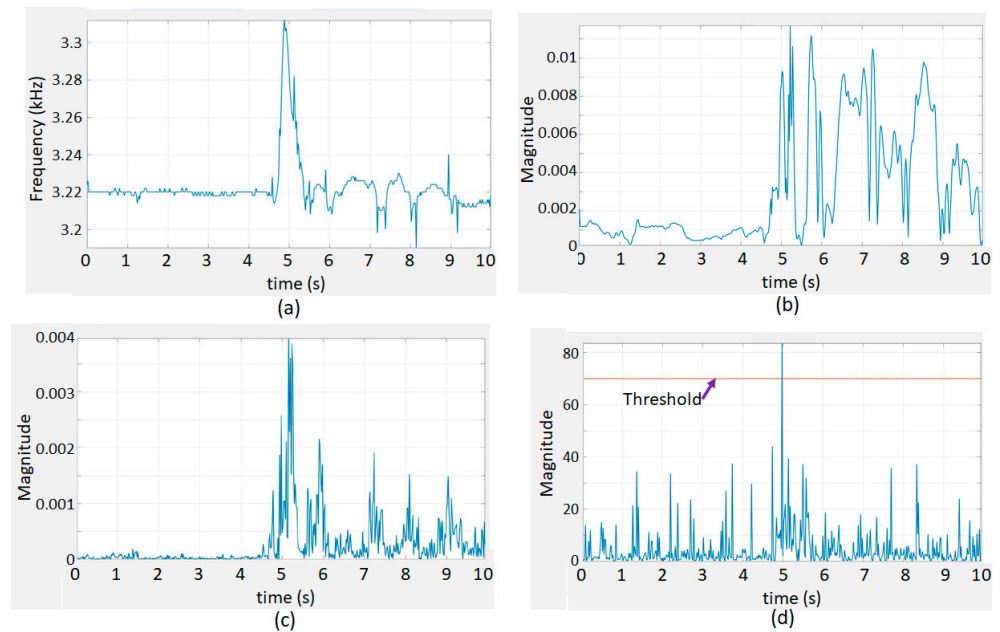 3.3
3.28
3.26
3.24
3.22
3.2
Frequency (kHz)
0 1 2 3 4 5 6 7 8 9 10
time (s)
(a)
0.01
0.008
0.006
0.004
0.002
0
Magnitude
0 1 2 3 4 5 6 7 8 9 10
time (s)
(b)
0.004
0.003
0.002
0.001
0
Magnitude
0 1 2 3 4 5 6 7 8 9 10
time (s)
(c)
80
60
40
20
0
Magnitude
Threshold
0 1 2 3 4 5 6 7 8 9 10
time (s)
(d)